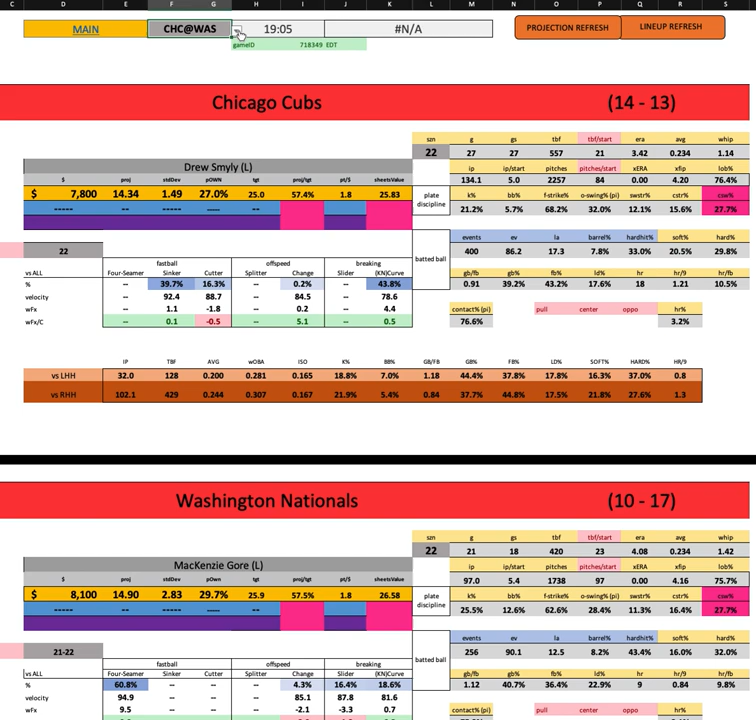 C D E F G H I J K L M N O P Q R S
MAIN CHC@WAS 19:05 #N/A PROJECTION REFRESH LINEUP REFRESH
gameID 718349 EDT
Chicago Cubs (14 - 13)
szn g gs tbf tbf/start era avg whip
22 27 27 557 21 3.42 0.234 1.14
Drew Smyly (L) ip ip/start pitches pitches/start xERA xfip lob%
$ proj stdDev pOWN tgt proj/tgt pt/$ sheetsValue 134.1 5.0 2257 84 0.00 4.20 76.4%
$ 7,800 14.34 1.49 27.0% 25.0 57.4% 1.8 25.83 plate discipline k% bb% f-strike% o-swing% (pi) swstr% cstr% csw%
----- -- -- ---- -- 21.2% 5.7% 68.2% 32.0% 12.1% 15.6% 27.7%
events ev la barrel% hardhit% soft% hard%
22 batted ball 400 86.2 17.3 7.8% 33.0% 20.5% 29.8%
fastball offspeed breaking
vs ALL Four-Seamer Sinker Cutter Splitter Change Slider (KN)Curve gb/fb gb% fb% ld% hr hr/9 hr/fb
% -- 39.7% 16.3% -- 0.2% -- 43.8% 0.91 39.2% 43.2% 17.6% 18 1.21 10.5%
velocity -- 92.4 88.7 -- 84.5 -- 78.6
wFx -- 1.1 -1.8 -- 0.2 -- 4.4 contact% (pi) pull center oppo hr%
wFx/C -- 0.1 -0.5 -- 5.1 -- 0.5 76.6% 3.2%
IP TBF AVG wOBA ISO K% BB% GB/FB GB% FB% LD% SOFT% HARD% HR/9
vs LHH 32.0 128 0.200 0.281 0.165 18.8% 7.0% 1.18 44.4% 37.8% 17.8% 16.3% 37.0% 0.8
vs RHH 102.1 429 0.244 0.307 0.167 21.9% 5.4% 0.84 37.7% 44.8% 17.5% 21.8% 27.6% 1.3
Washington Nationals (10 - 17)
szn g gs tbf tbf/start era avg whip
22 21 18 420 23 4.08 0.234 1.42
MacKenzie Gore (L) ip ip/start pitches pitches/start xERA xfip lob%
$ proj stdDev pOwn tgt proj/tgt pt/$ sheetsValue 97.0 5.4 1738 97 0.00 4.16 75.7%
$ 8,100 14.90 2.83 29.7% 25.9 57.5% 1.8 26.58 plate discipline k% bb% f-strike% o-swing% (pi) swstr% cstr% csw%
----- -- -- ---- -- 25.5% 12.6% 62.6% 28.4% 11.3% 16.4% 27.7%
events ev la barrel% hardhit% soft% hard%
21-22 batted ball 256 90.1 12.5 8.2% 43.4% 16.0% 32.0%
fastball offspeed breaking
vs ALL Four-Seamer Sinker Cutter Splitter Change Slider (KN)Curve gb/fb gb% fb% ld% hr hr/9 hr/fb
% 60.8% -- -- -- 4.3% 16.4% 18.6% 1.12 40.7% 36.4% 22.9% 9 0.84 9.8%
velocity 94.9 -- -- -- 85.1 87.8 81.6
wFx 9.5 -- -- -- -2.1 -3.3 0.7 contact% (pi) pull center oppo hr%